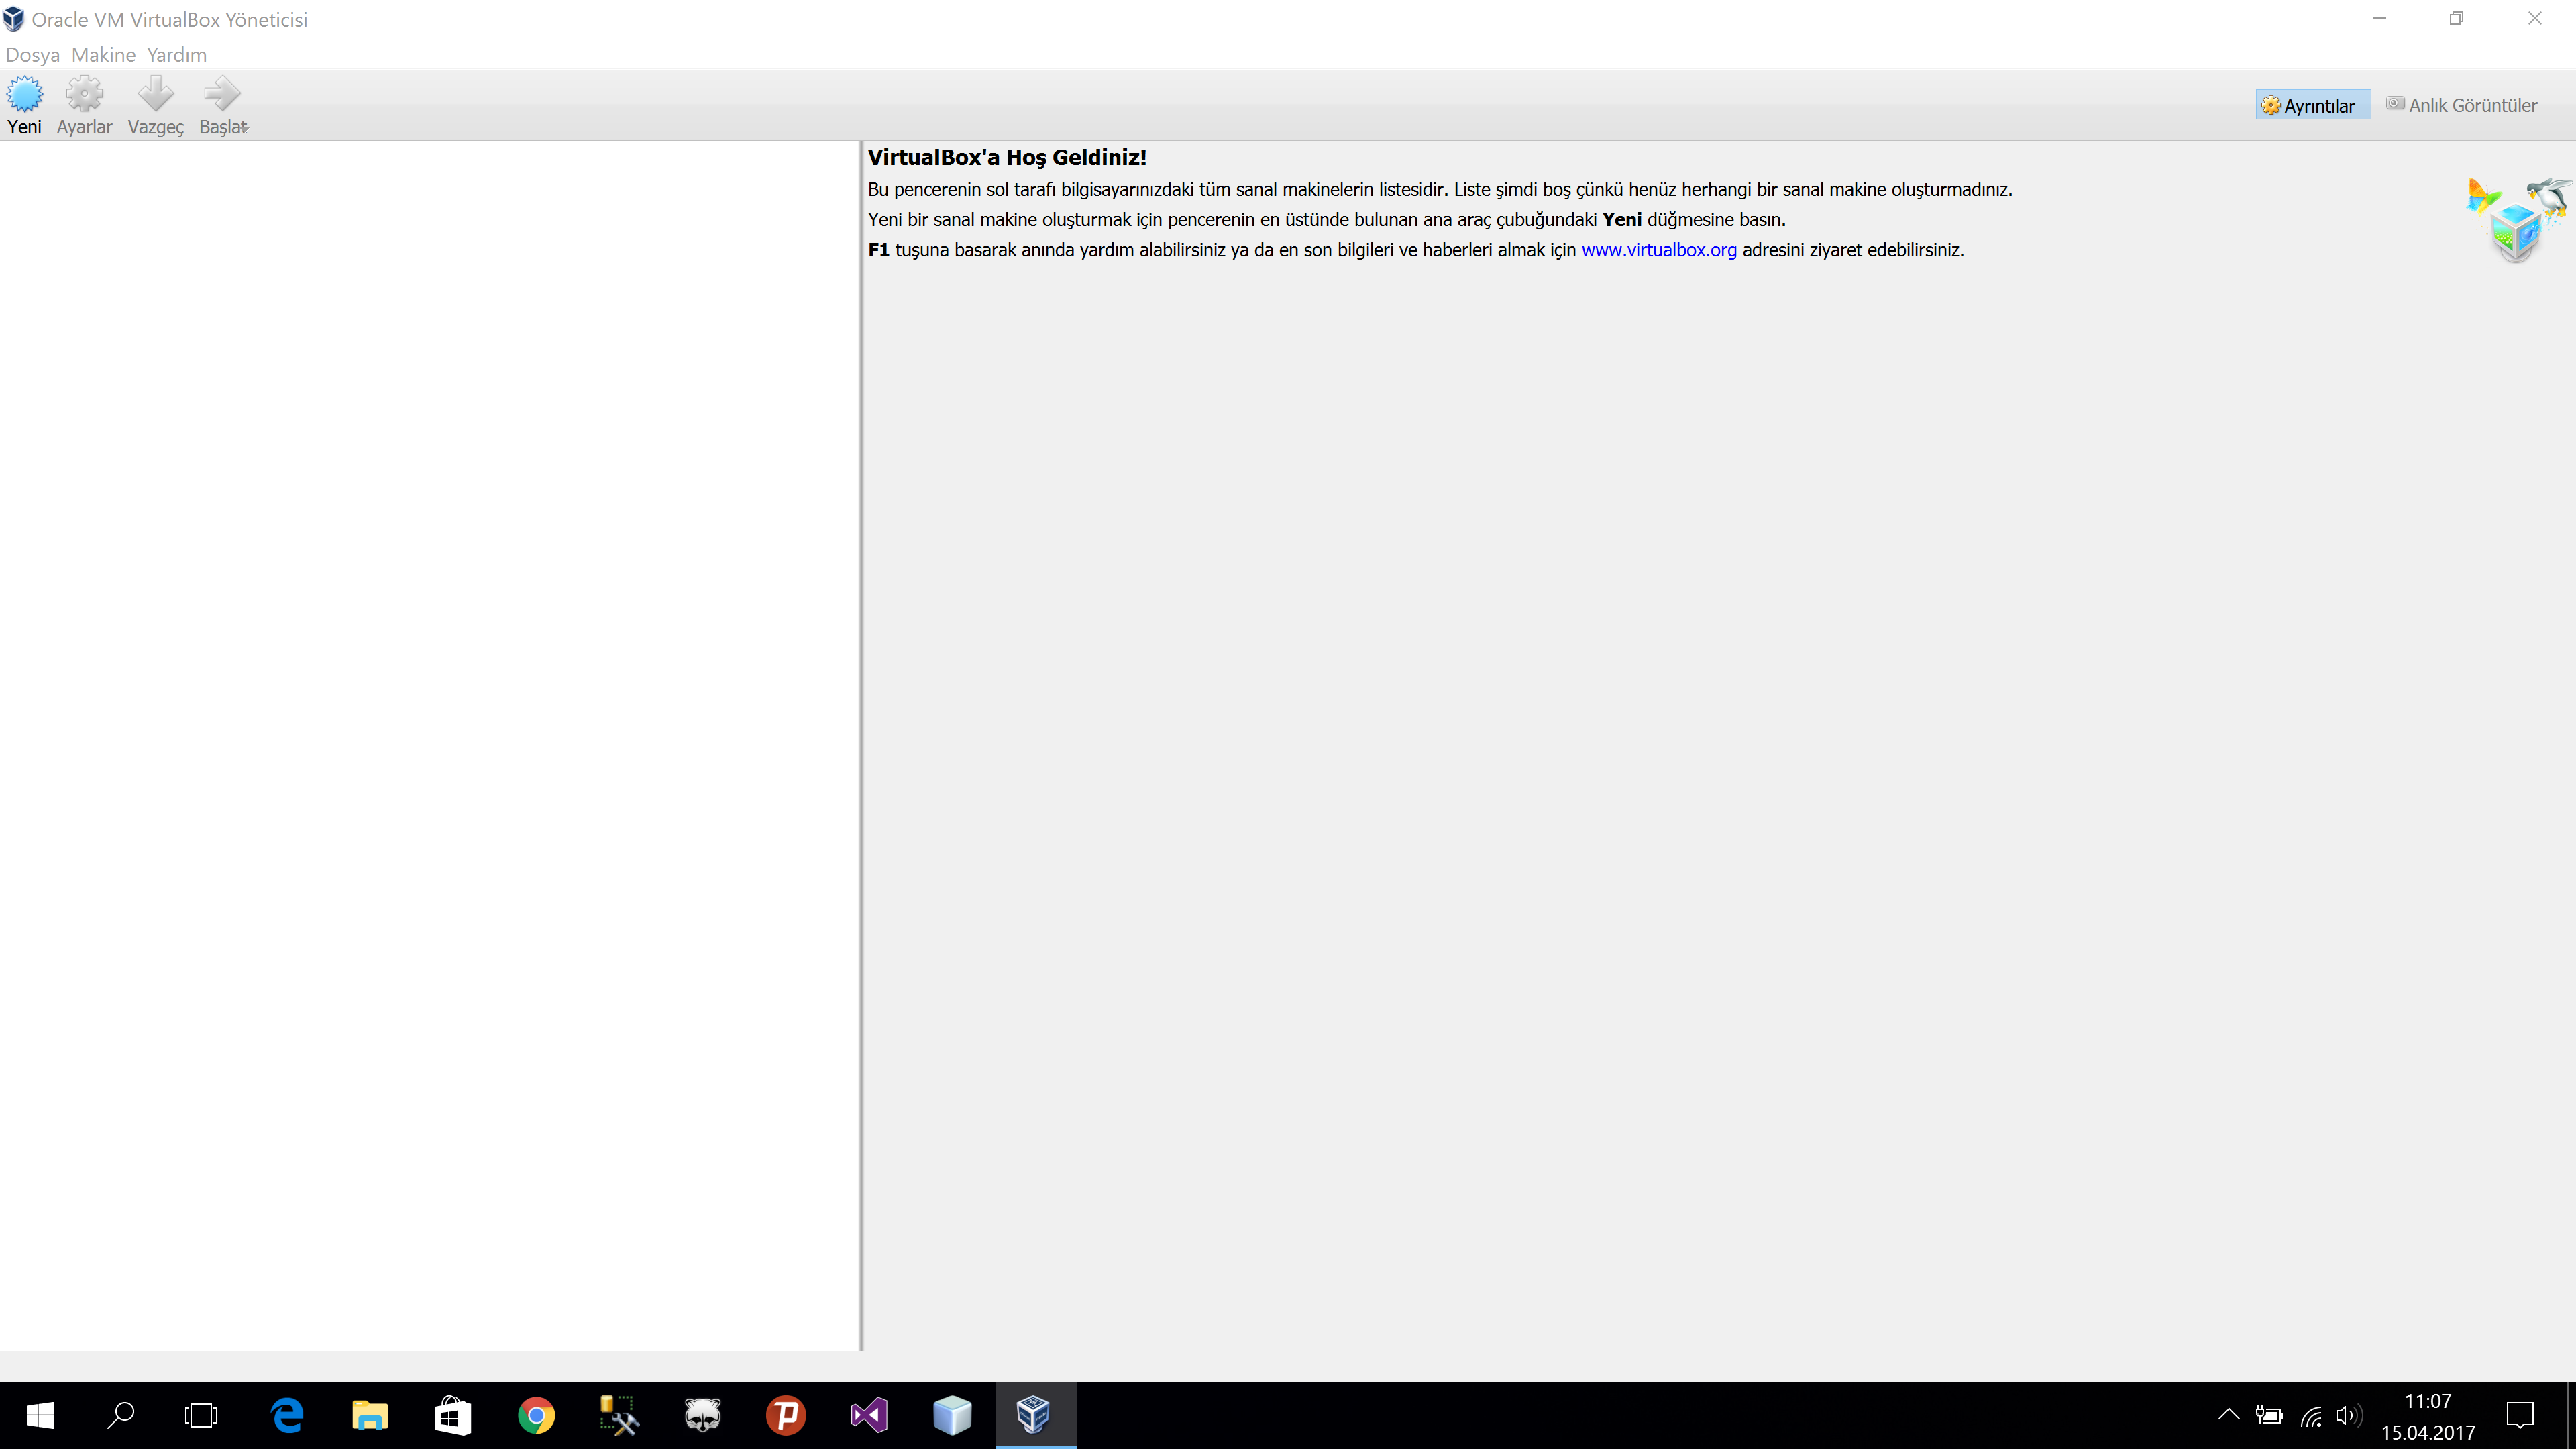 Oracle VM VirtualBox Yöneticisi
Dosya Makine Yardım
Yeni Ayarlar Vazgeç Başlat
Ayrıntılar Anlık Görüntüler
VirtualBox'a Hoş Geldiniz!
Bu pencerenin sol tarafı bilgisayarınızdaki tüm sanal makinelerin listesidir. Liste şimdi boş çünkü henüz herhangi bir sanal makine oluşturmadınız.
Yeni bir sanal makine oluşturmak için pencerenin en üstünde bulunan ana araç çubuğundaki Yeni düğmesine basın.
F1 tuşuna basarak anında yardım alabilirsiniz ya da en son bilgileri ve haberleri almak için www.virtualbox.org adresini ziyaret edebilirsiniz.
11:07
15.04.2017